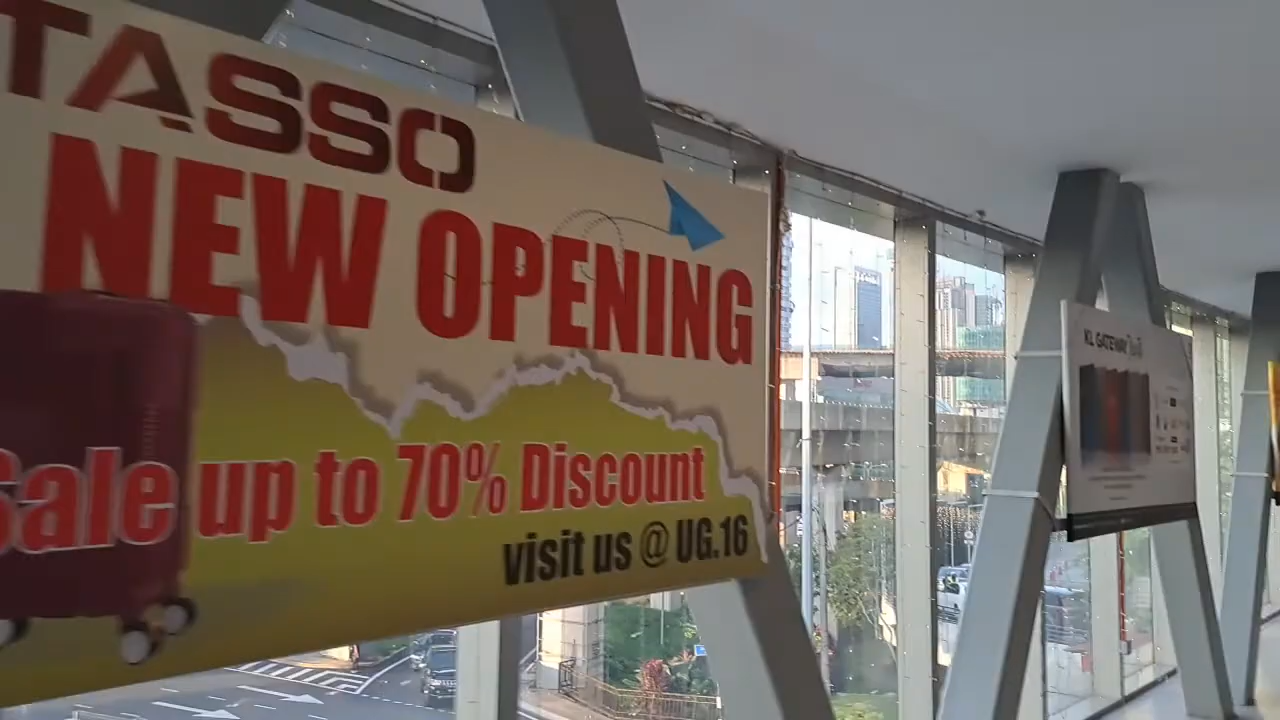 TASSO
NEW OPENING
Sale up to 70% Discount
visit us @ UG.16
KL GATEWAY